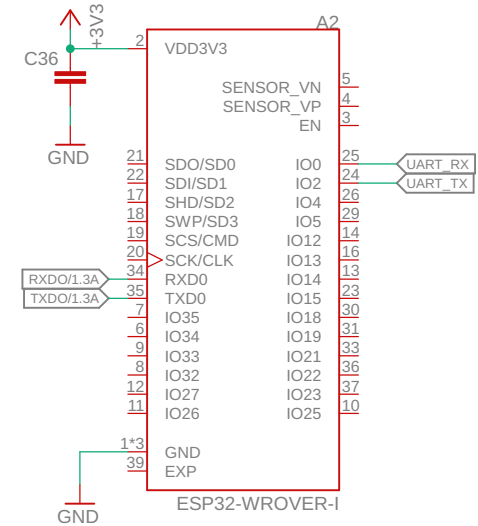 +3V3
A2
2 VDD3V3
C36
SENSOR_VN 5
SENSOR_VP 4
EN 3
GND
21 SDO/SD0 IO0 25 UART_RX
22 SDI/SD1 IO2 24 UART_TX
17 SHD/SD2 IO4 26
18 SWP/SD3 IO5 29
19 SCS/CMD IO12 14
20 SCK/CLK IO13 16
RXDO/1.3A 34 RXD0 IO14 13
TXDO/1.3A 35 TXD0 IO15 23
7 IO35 IO18 30
6 IO34 IO19 31
9 IO33 IO21 33
8 IO32 IO22 36
12 IO27 IO23 37
11 IO26 IO25 10
1*3 GND
39 EXP
ESP32-WROVER-I
GND